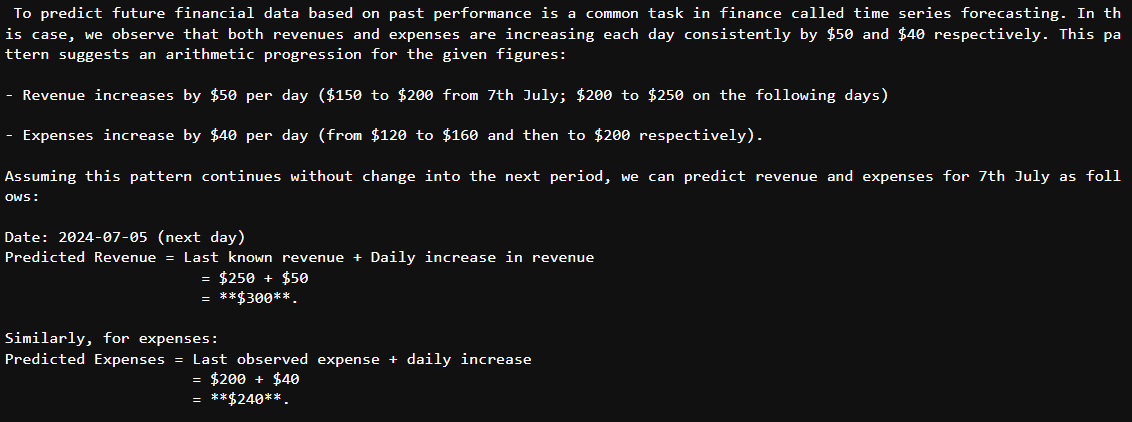 To predict future financial data based on past performance is a common task in finance called time series forecasting. In th
is case, we observe that both revenues and expenses are increasing each day consistently by $50 and $40 respectively. This pa
ttern suggests an arithmetic progression for the given figures:
- Revenue increases by $50 per day ($150 to $200 from 7th July; $200 to $250 on the following days)
- Expenses increase by $40 per day (from $120 to $160 and then to $200 respectively).
Assuming this pattern continues without change into the next period, we can predict revenue and expenses for 7th July as foll
ows:
Date: 2024-07-05 (next day)
Predicted Revenue = Last known revenue + Daily increase in revenue
= $250 + $50
= **$300**.
Similarly, for expenses:
Predicted Expenses = Last observed expense + daily increase
= $200 + $40
= **$240**.